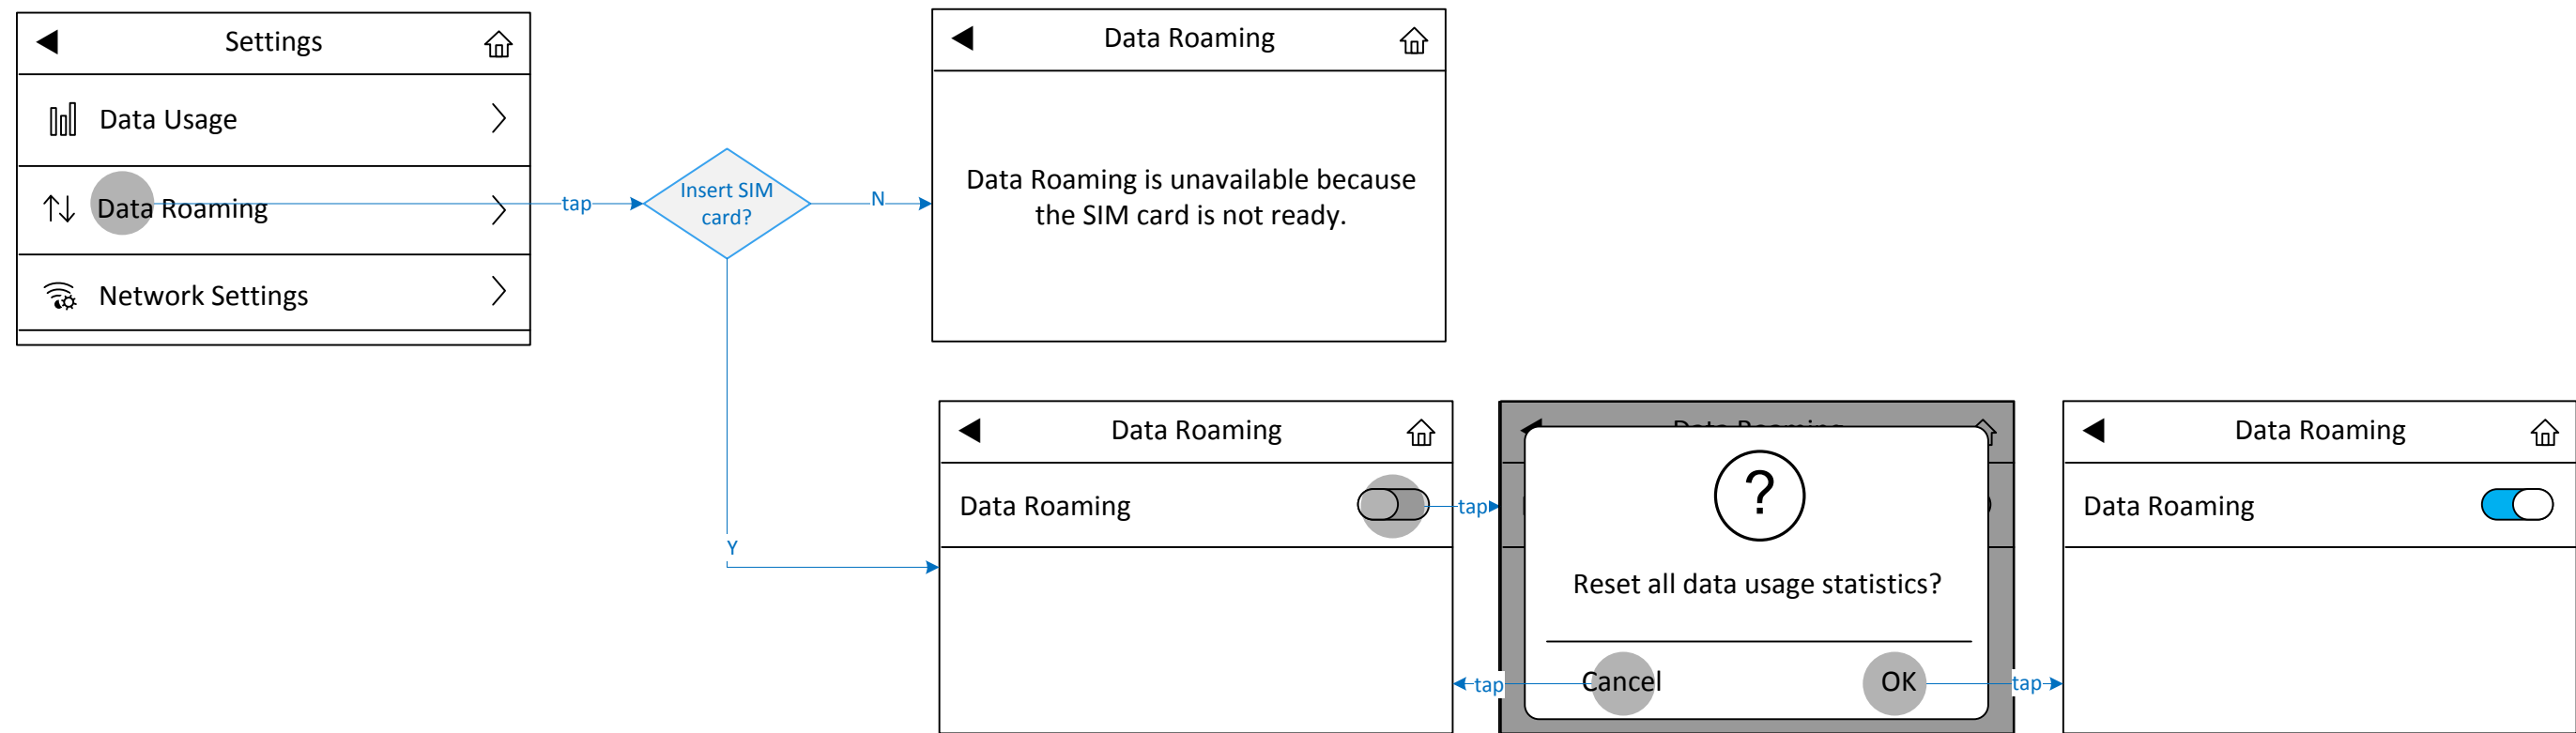 Settings
Data Usage
Data Roaming
Network Settings
tap
Insert SIM
card?
N
Y
Data Roaming
Data Roaming is unavailable because
the SIM card is not ready.
Data Roaming
Data Roaming
tap
Data Roaming
?
Reset all data usage statistics?
Cancel
OK
tap
tap
Data Roaming
Data Roaming